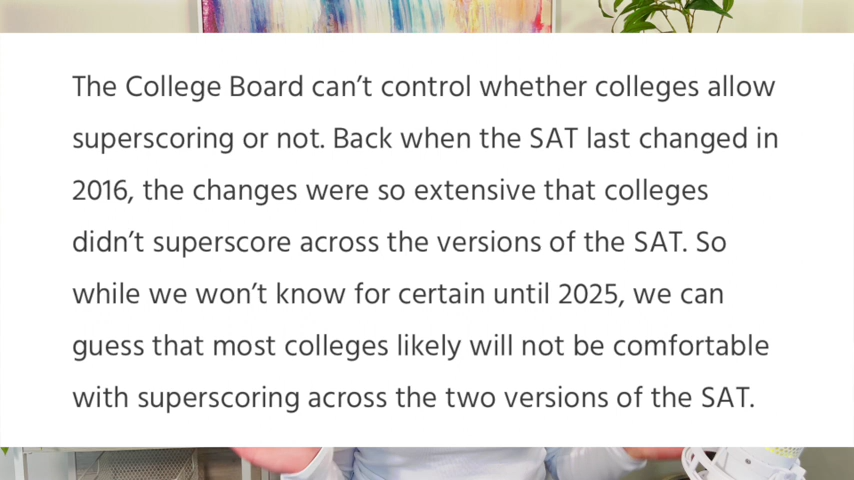 The College Board can’t control whether colleges allow
superscoring or not. Back when the SAT last changed in
2016, the changes were so extensive that colleges
didn’t superscore across the versions of the SAT. So
while we won’t know for certain until 2025, we can
guess that most colleges likely will not be comfortable
with superscoring across the two versions of the SAT.